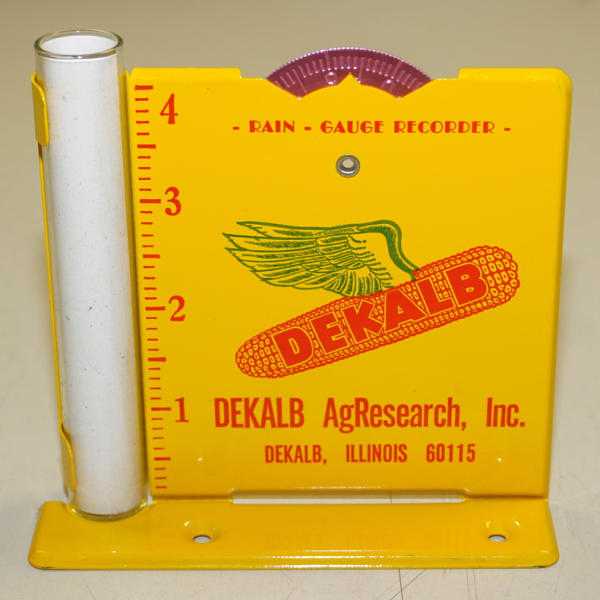 4
- RAIN - GAUGE RECORDER -
3
DEKALB
2
1
DEKALB AgResearch, Inc.
DEKALB, ILLINOIS 60115